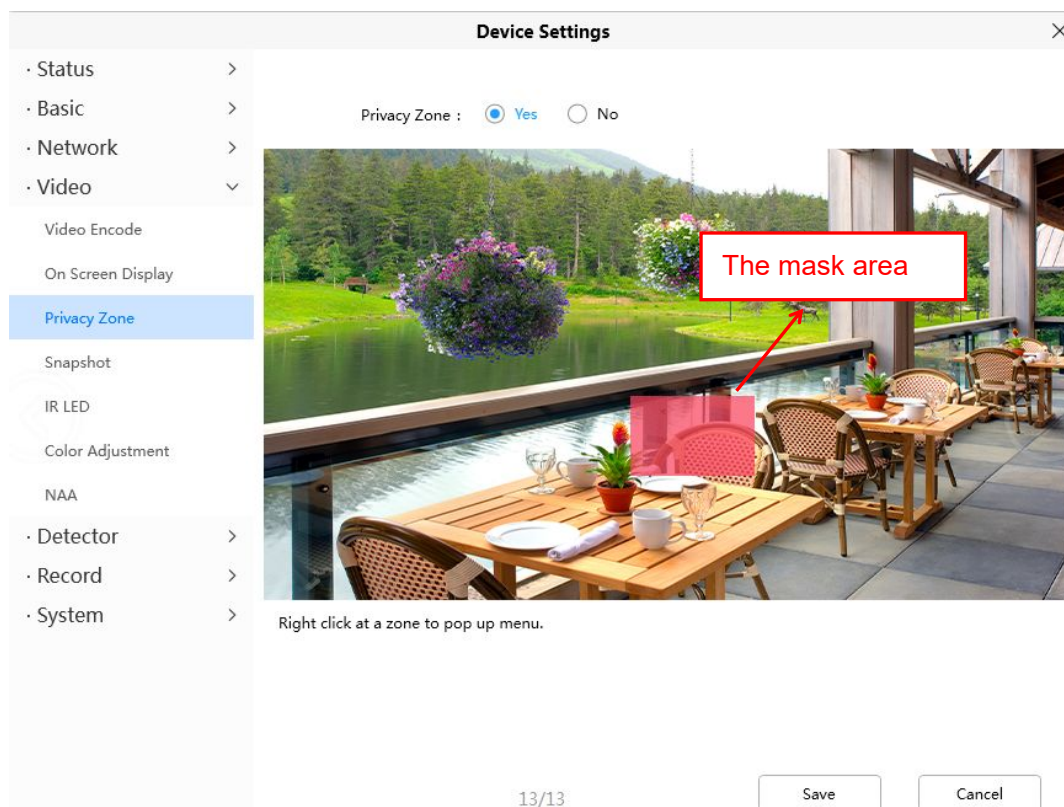 Device Settings
· Status
· Basic
· Network
· Video
Video Encode
On Screen Display
Privacy Zone
Snapshot
IR LED
Color Adjustment
NAA
· Detector
· Record
· System
Privacy Zone : Yes No
The mask area
Right click at a zone to pop up menu.
13/13
Save
Cancel